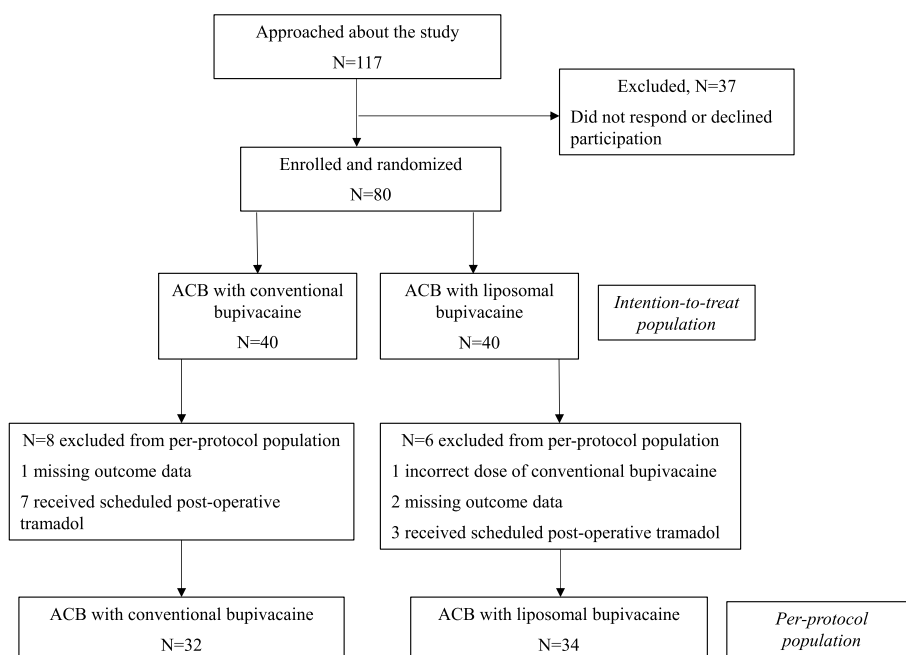 Approached about the study
N=117
Excluded, N=37
Did not respond or declined
participation
Enrolled and randomized
N=80
ACB with conventional
bupivacaine
N=40
ACB with liposomal
bupivacaine
N=40
Intention-to-treat
population
N=8 excluded from per-protocol population
1 missing outcome data
7 received scheduled post-operative
tramadol
N=6 excluded from per-protocol population
1 incorrect dose of conventional bupivacaine
2 missing outcome data
3 received scheduled post-operative tramadol
ACB with conventional bupivacaine
N=32
ACB with liposomal bupivacaine
N=34
Per-protocol
population